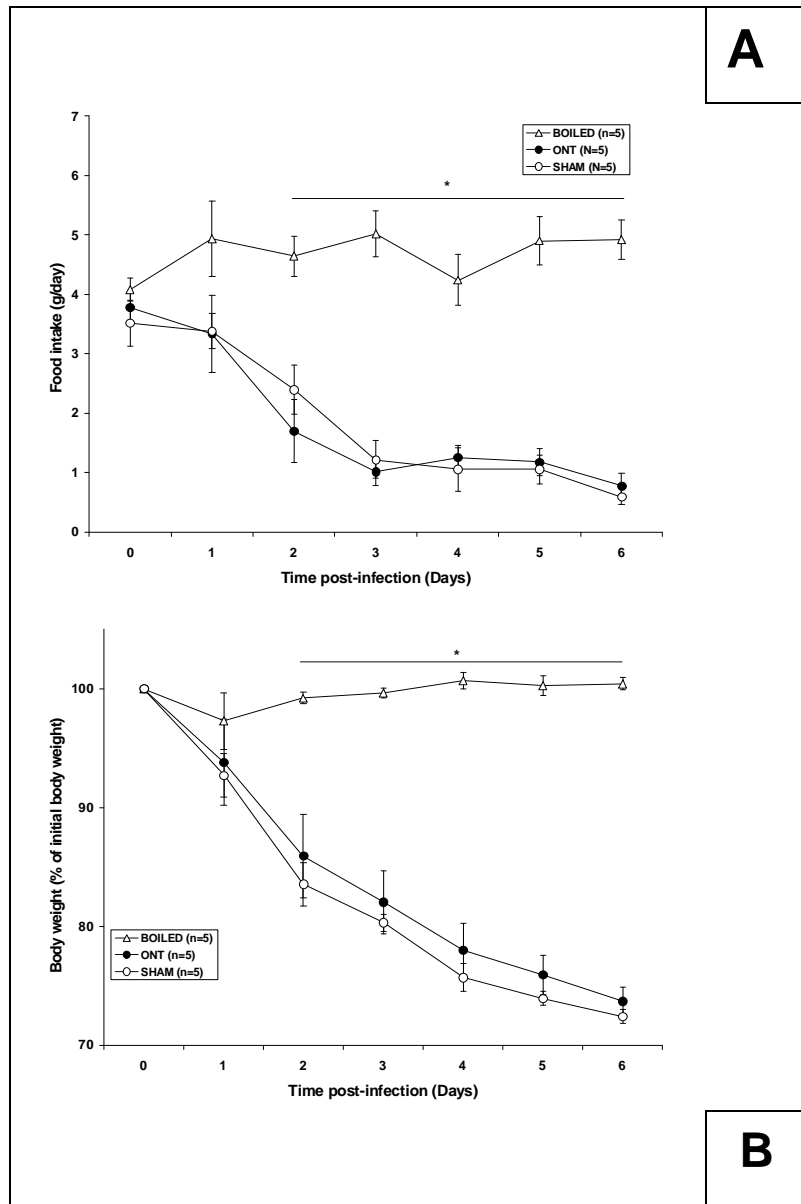 A
7
6
5
4
3
2
1
0
Food intake (g/day)
BOILED (n=5)
ONT (N=5)
SHAM (N=5)
*
0 1 2 3 4 5 6
Time post-infection (Days)
100
90
80
70
Body weight (% of initial body weight)
*
BOILED (n=5)
ONT (n=5)
SHAM (n=5)
0 1 2 3 4 5 6
Time post-infection (Days)
B